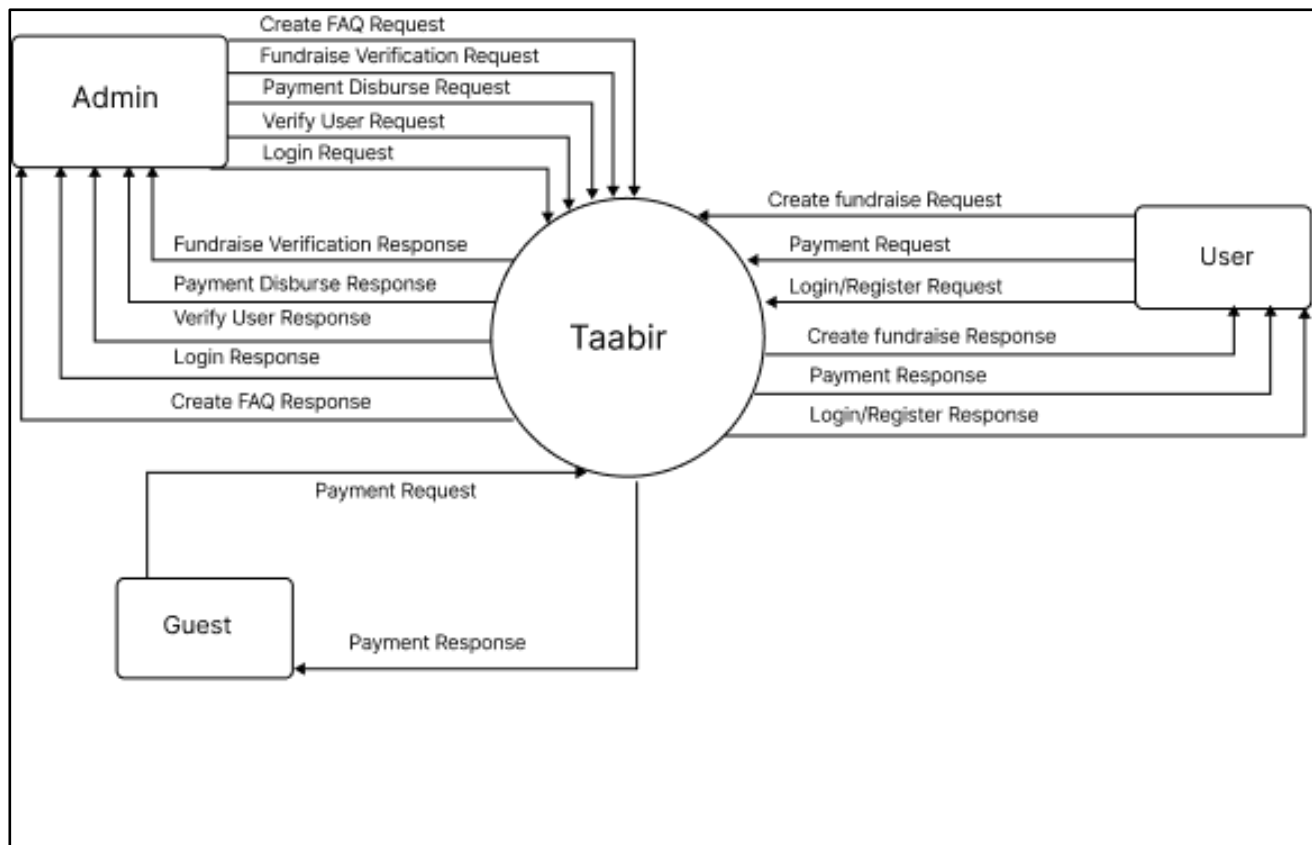 Create FAQ Request
Fundraise Verification Request
Admin
Payment Disburse Request
Verify User Request
Login Request
Create fundraise Request
Fundraise Verification Response
Payment Request
User
Payment Disburse Response
Login/Register Request
Verify User Response
Taabir
Create fundraise Response
Login Response
Payment Response
Create FAQ Response
Login/Register Response
Payment Request
Guest
Payment Response